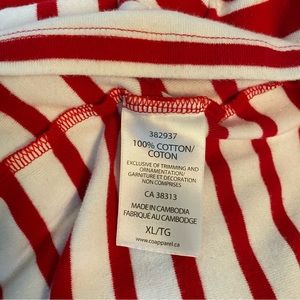 382937
100% COTTON/
COTON
EXCLUSIVE OF TRIMMING AND
ORNAMENTATION/
GARNITURE ET DÉCORATION
NON COMPRISES
CA 38313
MADE IN CAMBODIA
FABRIQUÉ AU CAMBODGE
XL/TG
www.coapparel.ca